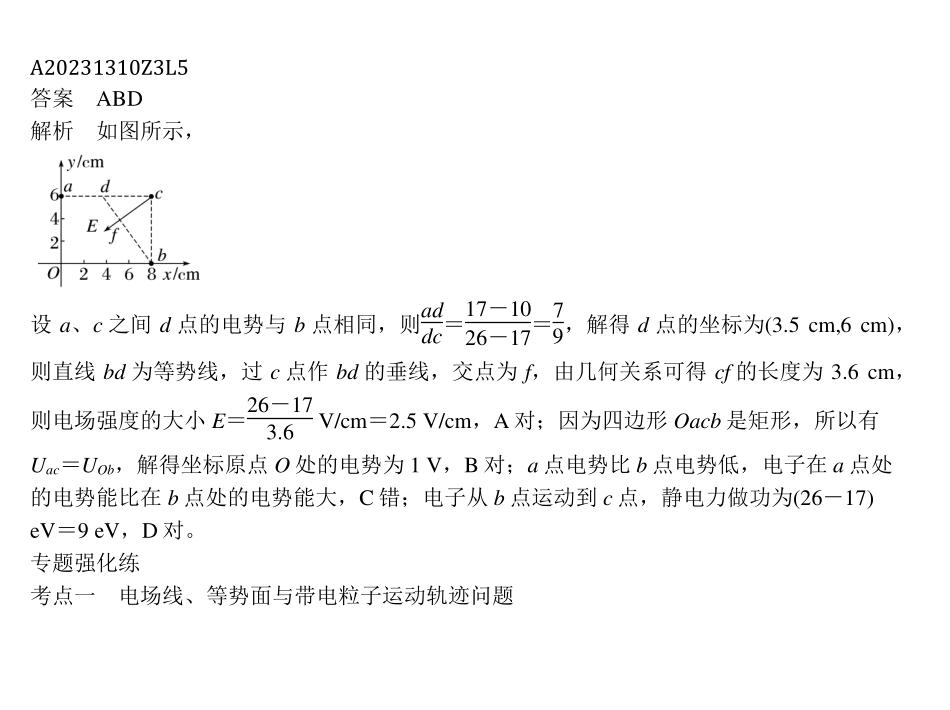 A20231310Z3L5
答案 ABD
解析 如图所示，
y/cm
6 a d c
4 E f
2 b
O 2 4 6 8 x/cm
设 a、c 之间 d 点的电势与 b 点相同，则ad/dc＝17－10/26－17＝7/9，解得 d 点的坐标为(3.5 cm,6 cm)，
则直线 bd 为等势线，过 c 点作 bd 的垂线，交点为 f，由几何关系可得 cf 的长度为 3.6 cm，
则电场强度的大小 E＝26－17/3.6 V/cm＝2.5 V/cm，A 对；因为四边形 Oacb 是矩形，所以有
Uac＝UOb，解得坐标原点 O 处的电势为 1 V，B 对；a 点电势比 b 点电势低，电子在 a 点处
的电势能比在 b 点处的电势能大，C 错；电子从 b 点运动到 c 点，静电力做功为(26－17)
eV＝9 eV，D 对。
专题强化练
考点一 电场线、等势面与带电粒子运动轨迹问题